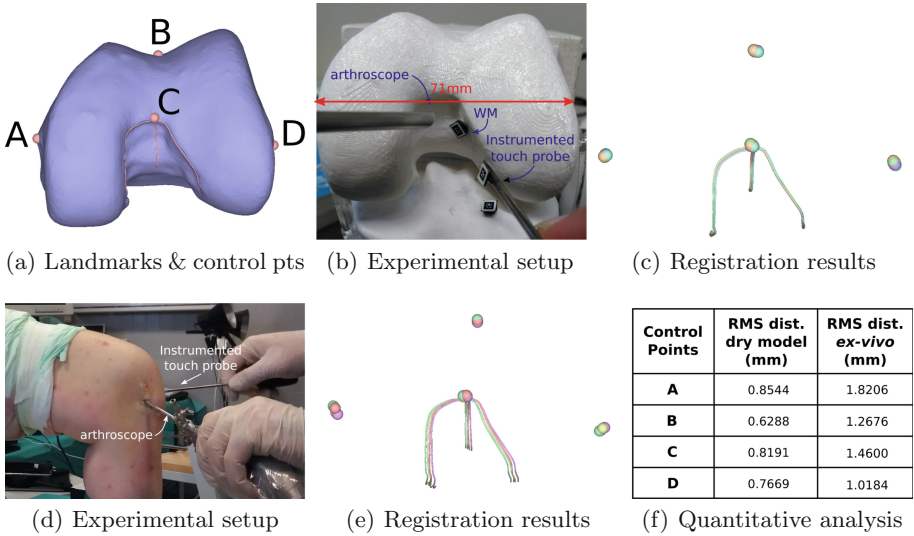 B
C
A
D
arthroscope
71mm
WM
Instrumented
touch probe
(a) Landmarks & control pts
(b) Experimental setup
(c) Registration results
Instrumented
touch probe
arthroscope
Control
Points
RMS dist.
dry model
(mm)
RMS dist.
ex-vivo
(mm)
A 0.8544 1.8206
B 0.6288 1.2676
C 0.8191 1.4600
D 0.7669 1.0184
(d) Experimental setup
(e) Registration results
(f) Quantitative analysis